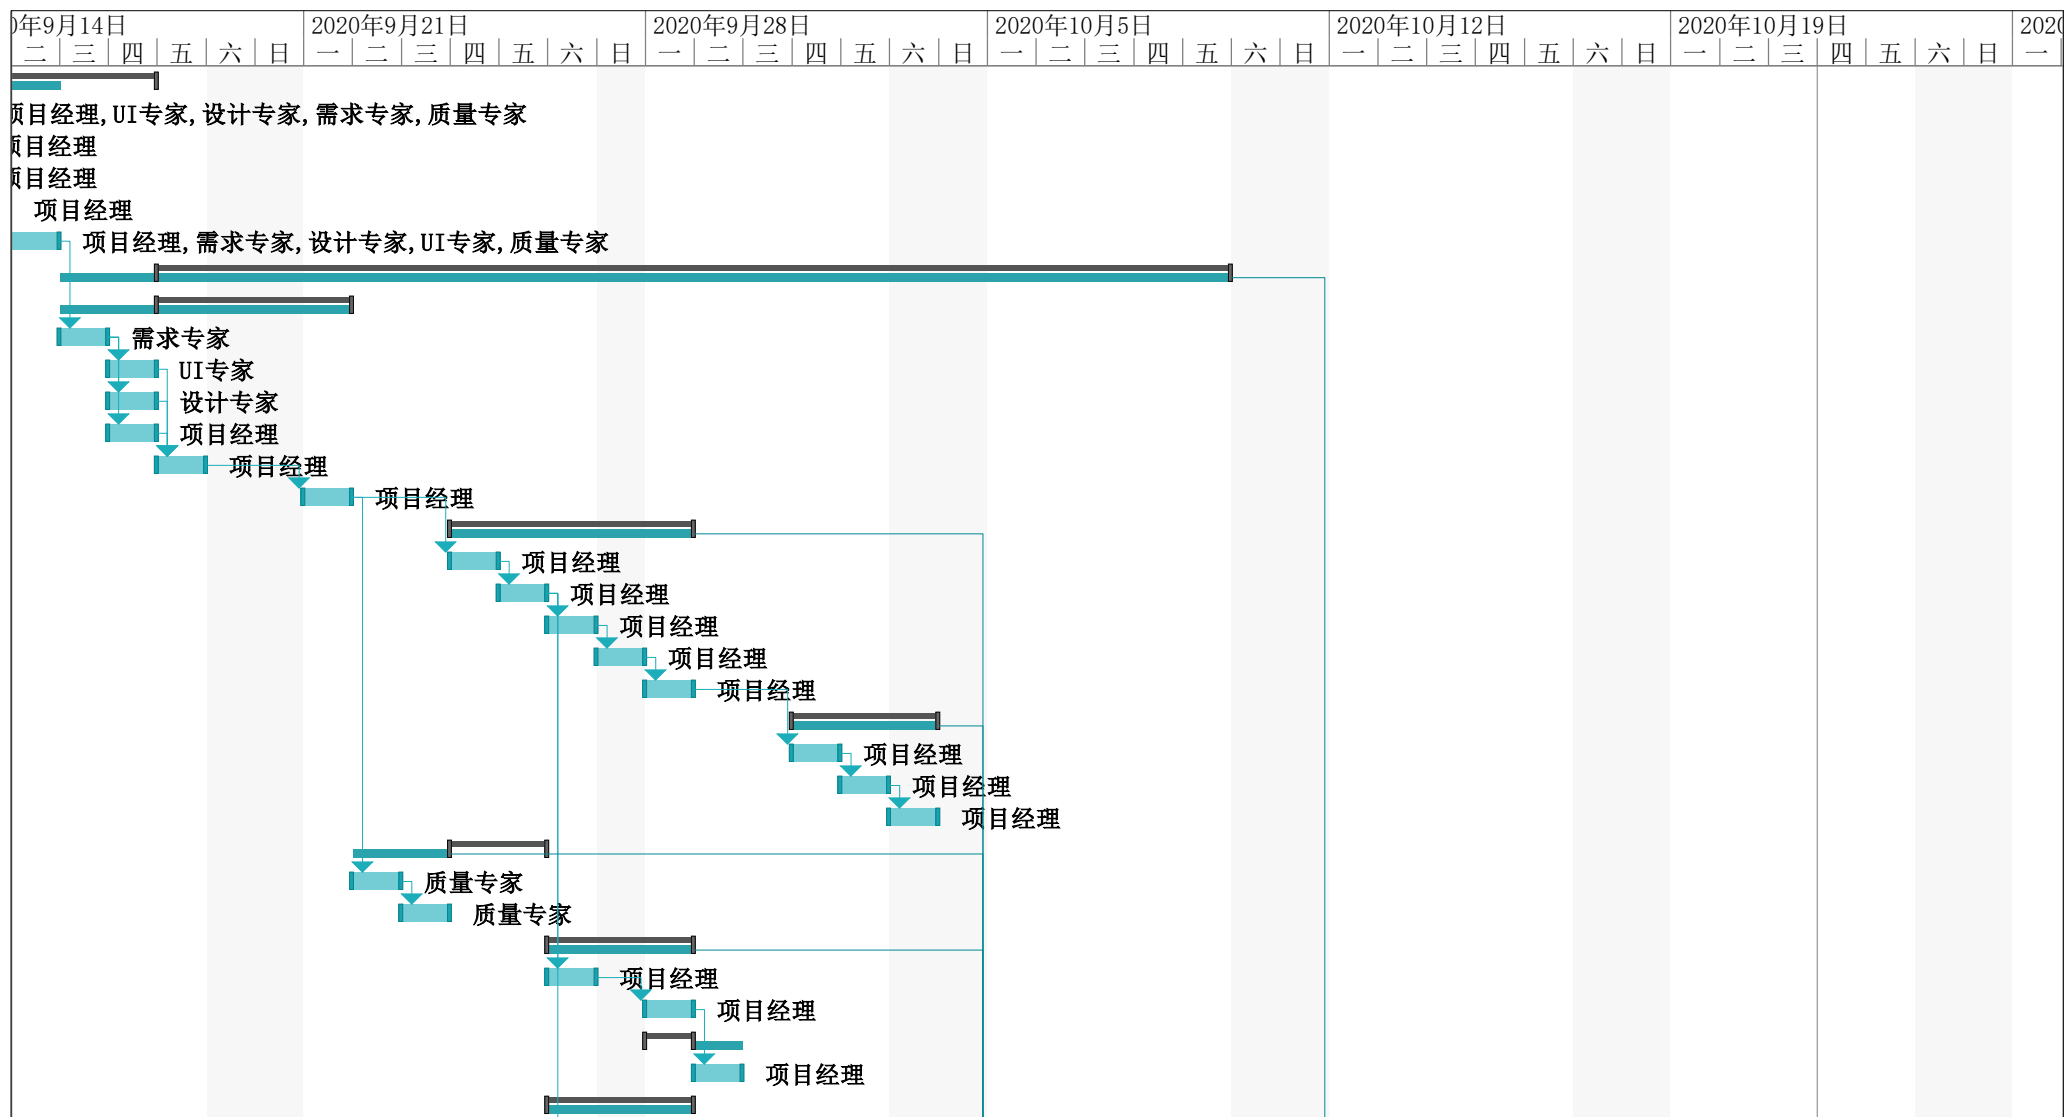 年9月14日 2020年9月21日 2020年9月28日 2020年10月5日 2020年10月12日 2020年10月19日
二 三 四 五 六 日 一 二 三 四 五 六 日 一 二 三 四 五 六 日 一 二 三 四 五 六 日 一 二 三 四 五 六 日 一 二 三 四 五 六 日 一
项目经理,UI专家,设计专家,需求专家,质量专家
项目经理
项目经理
项目经理
项目经理,需求专家,设计专家,UI专家,质量专家
需求专家
UI专家
设计专家
项目经理
项目经理
项目经理
项目经理
项目经理
项目经理
项目经理
项目经理
项目经理
项目经理
项目经理
质量专家
质量专家
项目经理
项目经理
项目经理